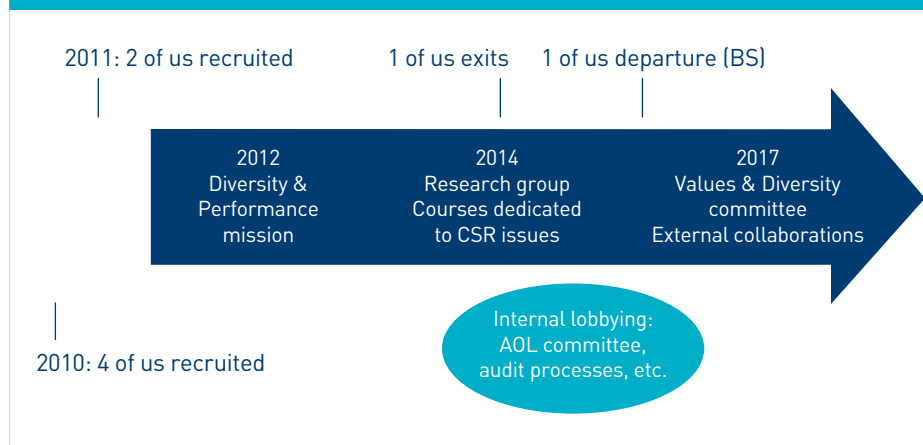 2011: 2 of us recruited
1 of us exits
1 of us departure (BS)
2012
Diversity &
Performance
mission
2014
Research group
Courses dedicated
to CSR issues
2017
Values & Diversity
committee
External collaborations
Internal lobbying:
AOL committee,
audit processes, etc.
2010: 4 of us recruited